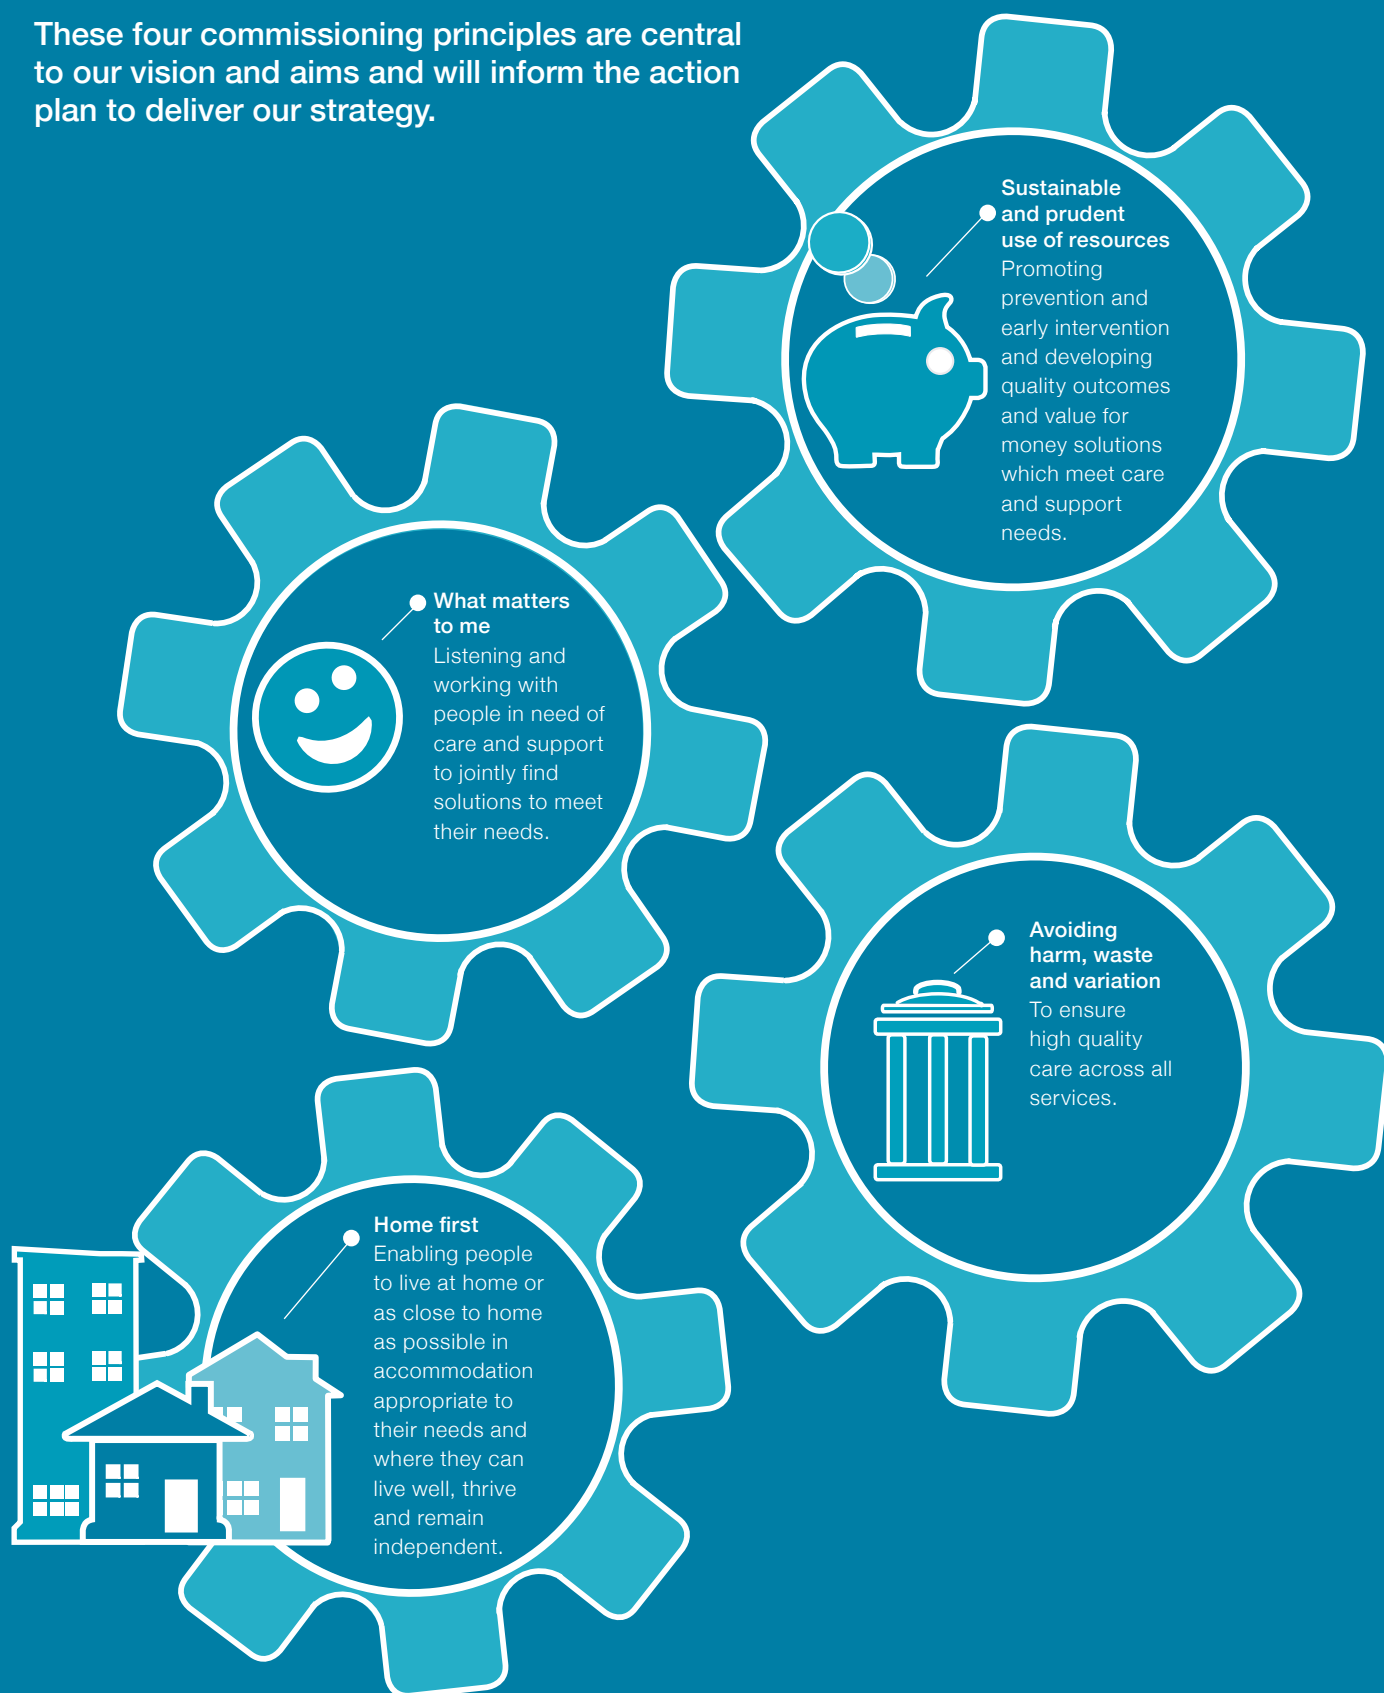 These four commissioning principles are central
to our vision and aims and will inform the action
plan to deliver our strategy.
Sustainable
and prudent
use of resources
Promoting
prevention and
early intervention
and developing
quality outcomes
and value for
money solutions
which meet care
and support
needs.
What matters
to me
Listening and
working with
people in need of
care and support
to jointly find
solutions to meet
their needs.
Avoiding
harm, waste
and variation
To ensure
high quality
care across all
services.
Home first
Enabling people
to live at home or
as close to home
as possible in
accommodation
appropriate to
their needs and
where they can
live well, thrive
and remain
independent.